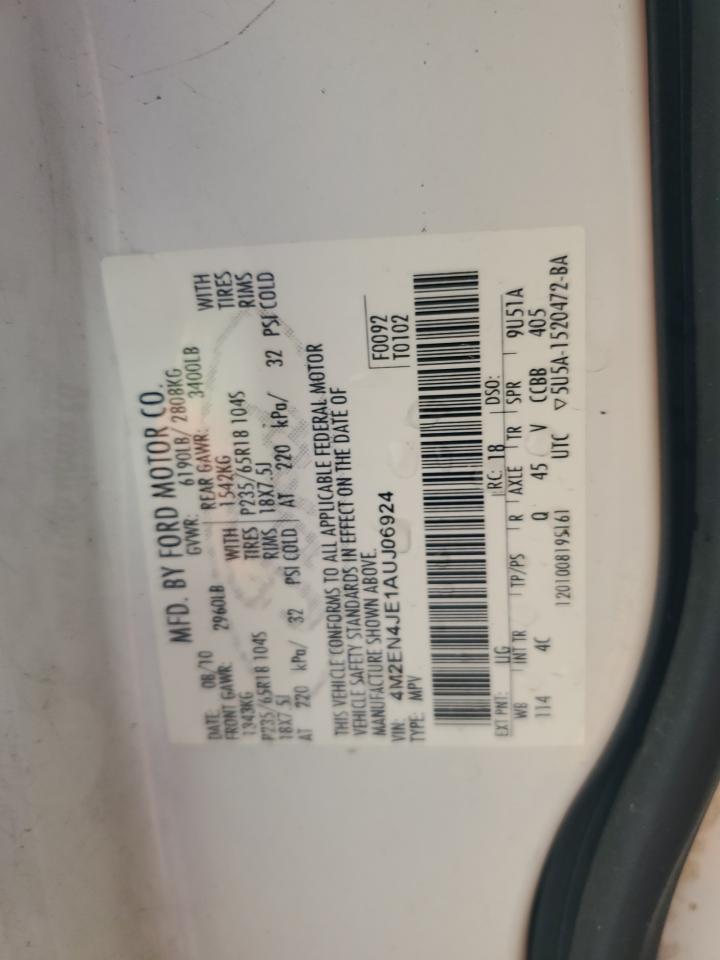 MFD. BY FORD MOTOR CO.
DATE: 08/10 GVWR: 6190LB/ 2808KG
FRONT GAWR: 2960LB REAR GAWR: 3400LB
1343KG WITH 1542KG WITH
P235/65R18 104S TIRES P235/65R18 104S TIRES
18X7.5J RIMS 18X7.5J RIMS
AT 220 kPa/ 32 PSI COLD AT 220 kPa/ 32 PSI COLD
THIS VEHICLE CONFORMS TO ALL APPLICABLE FEDERAL MOTOR
VEHICLE SAFETY STANDARDS IN EFFECT ON THE DATE OF
MANUFACTURE SHOWN ABOVE.
VIN: 4M2EN4JE1AUJ06924
TYPE: MPV
F0092
T0102
EXT PNT: UG RC: 18 DSO:
WB INT TR TP/PS R AXLE TR SPR 9U51A
114 4C Q 45 V CCBB 405
1201008195161 UTC ▽5U5A-1520472-BA